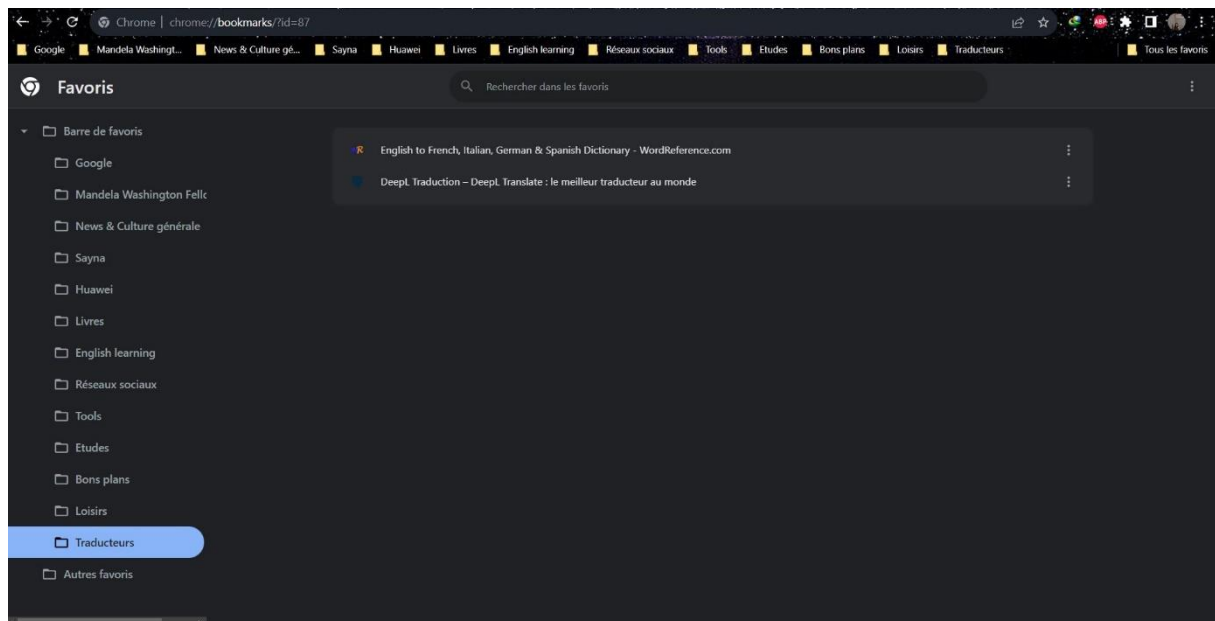 Chrome | chrome://bookmarks/?id=87
ABP
Google Mandela Washingt... News & Culture gé... Sayna Huawei Livres English learning Réseaux sociaux Tools Etudes Bons plans Loisirs Traducteurs Tous les favoris
Favoris
Rechercher dans les favoris
Barre de favoris
Google
Mandela Washington Fellc
News & Culture générale
Sayna
Huawei
Livres
English learning
Réseaux sociaux
Tools
Etudes
Bons plans
Loisirs
Traducteurs
Autres favoris
R English to French, Italian, German & Spanish Dictionary - WordReference.com
DeepL Traduction – DeepL Translate : le meilleur traducteur au monde